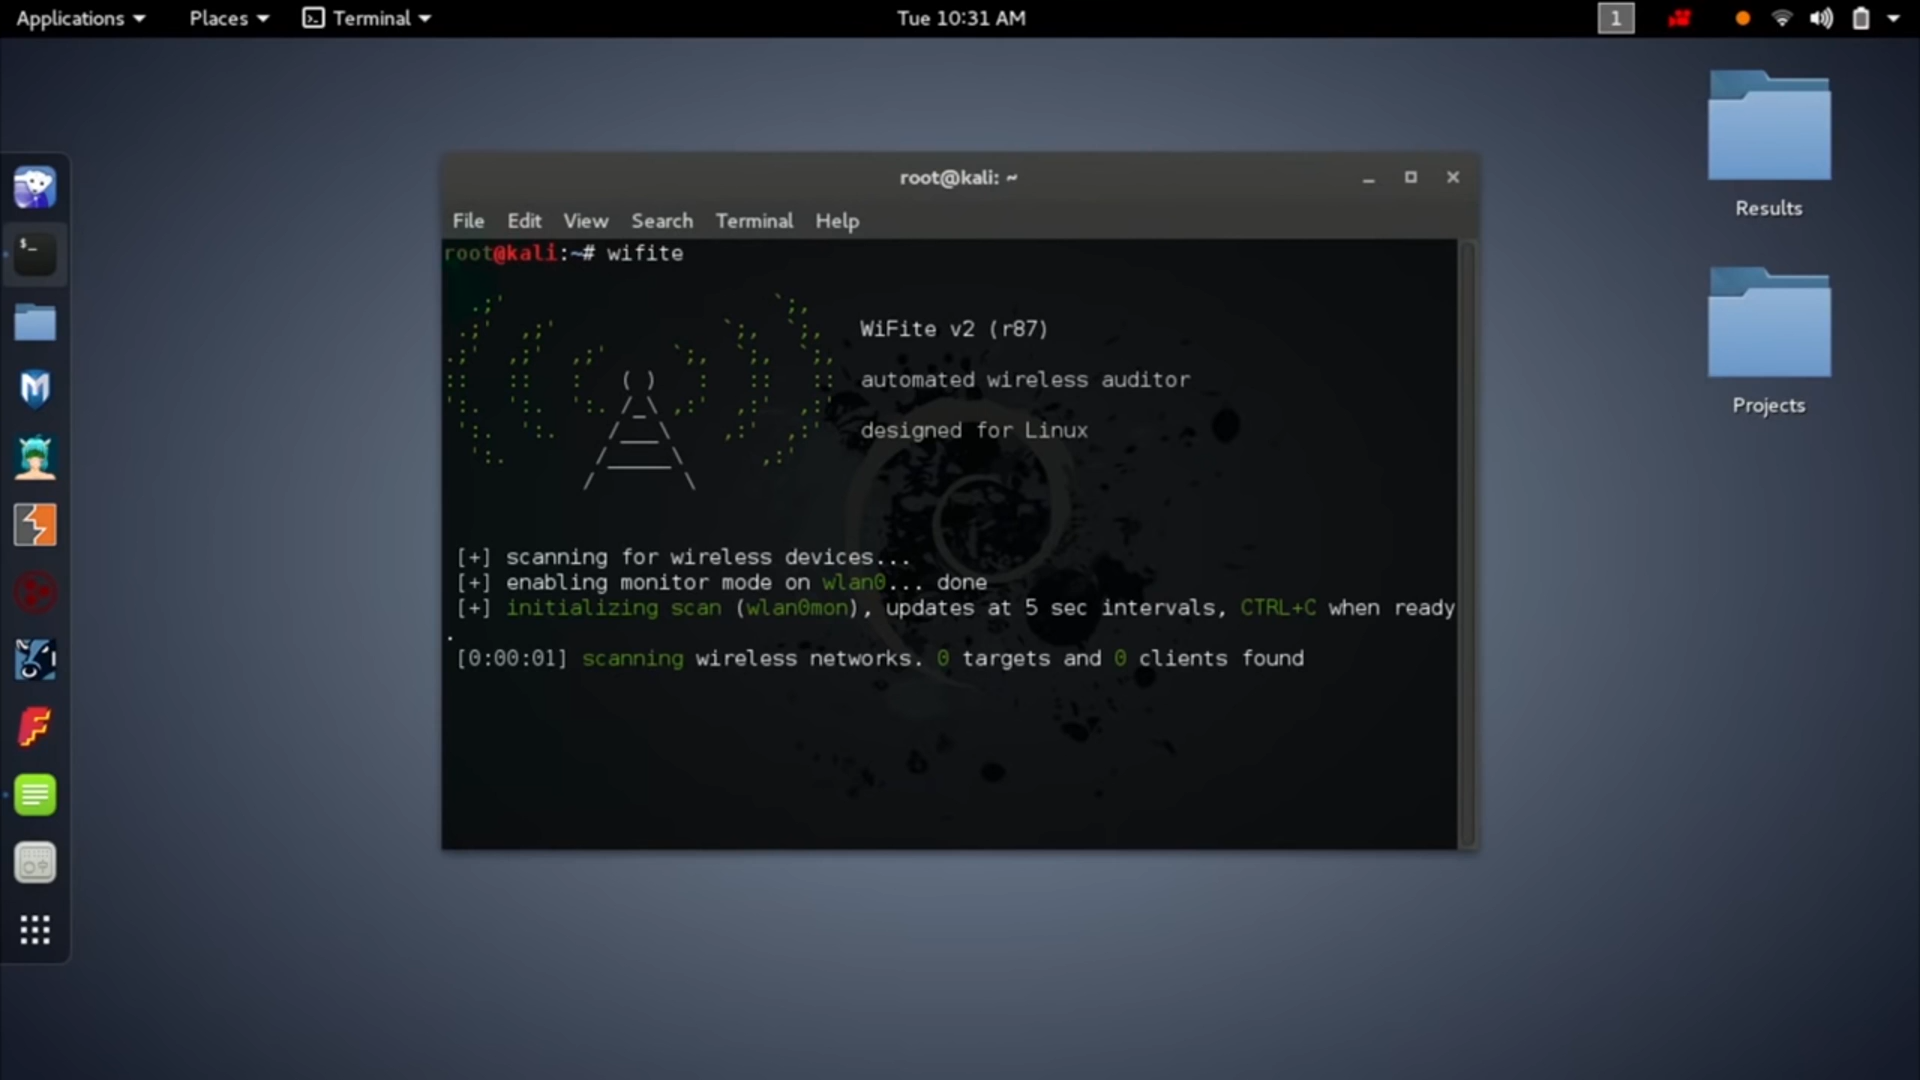 Applications Places Terminal Tue 10:31 AM 1
root@kali: ~
File Edit View Search Terminal Help
root@kali:~# wifite
WiFite v2 (r87)
automated wireless auditor
designed for Linux
[+] scanning for wireless devices...
[+] enabling monitor mode on wlan0... done
[+] initializing scan (wlan0mon), updates at 5 sec intervals, CTRL+C when ready
.
[0:00:01] scanning wireless networks. 0 targets and 0 clients found
Results
Projects